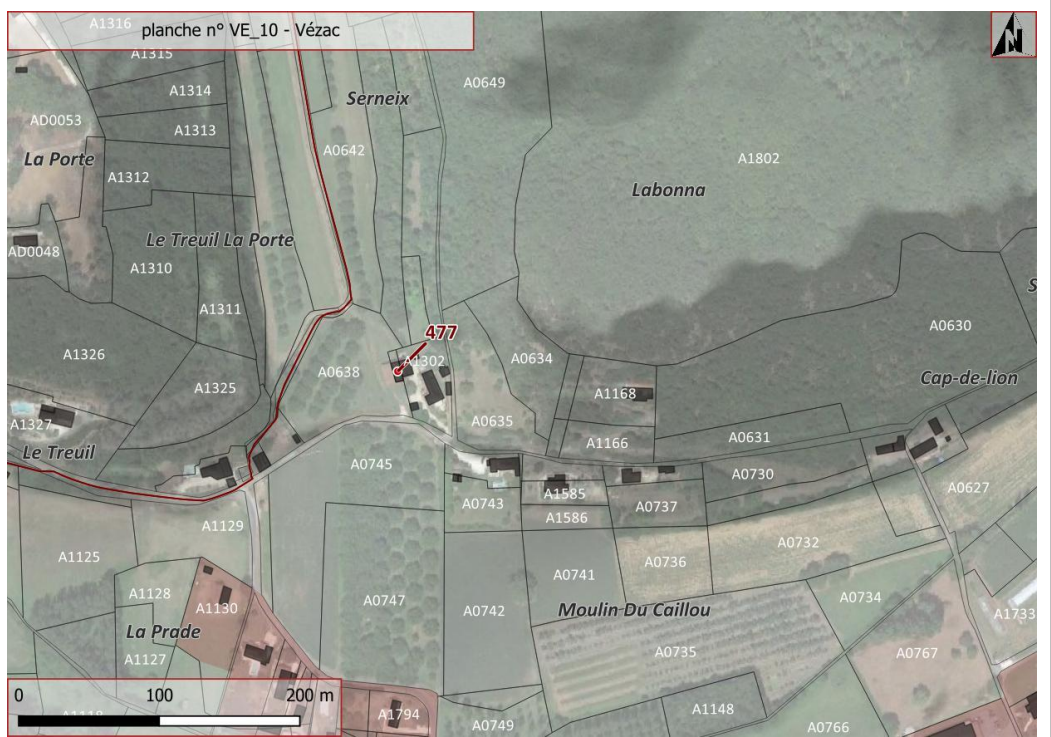 A1316
planche n° VE_10 - Vézac
N
A1315
A0649
A1314
Serneix
AD0053
A1313
A0642
La Porte
A1802
A1312
Labonna
Le Treuil La Porte
AD0048
A1310
S
A1311
A0630
477
A1326
A0634
A1302
A0638
Cap-de-lion
A1325
A1168
A1327
A0635
A0631
A1166
Le Treuil
A0745
A0730
A0627
A1585
A0743
A0737
A1586
A1129
A0732
A1125
A0736
A0741
A1128
A0747
A0734
A1130
A0742
Moulin Du Caillou
A1733
La Prade
A0735
A0767
A1127
0 100 200 m
A1148
A1118
A1794
A0749
A0766